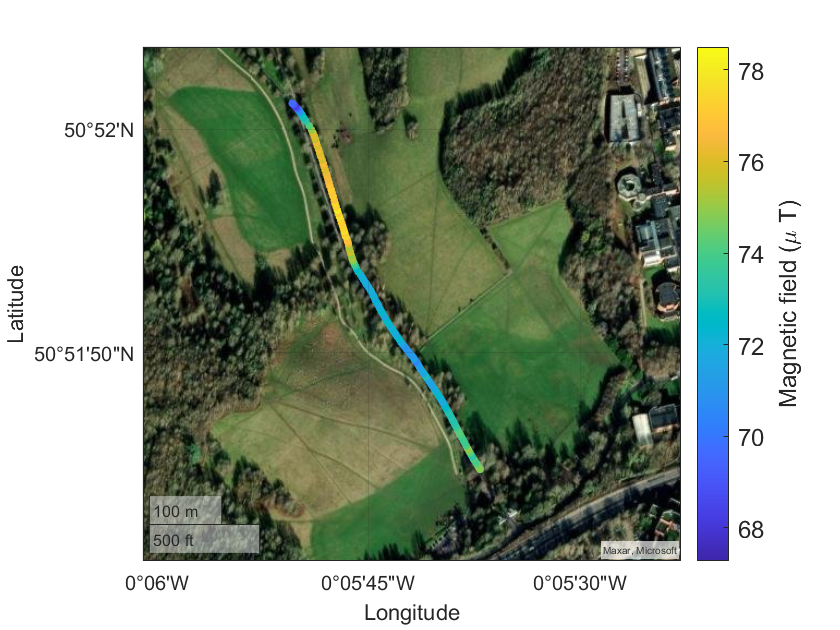 50°52'N
50°51'50"N
Latitude
100 m
500 ft
Maxar, Microsoft
0°06'W
0°05'45"W
0°05'30"W
Longitude
78
76
74
72
70
68
Magnetic field (μ T)